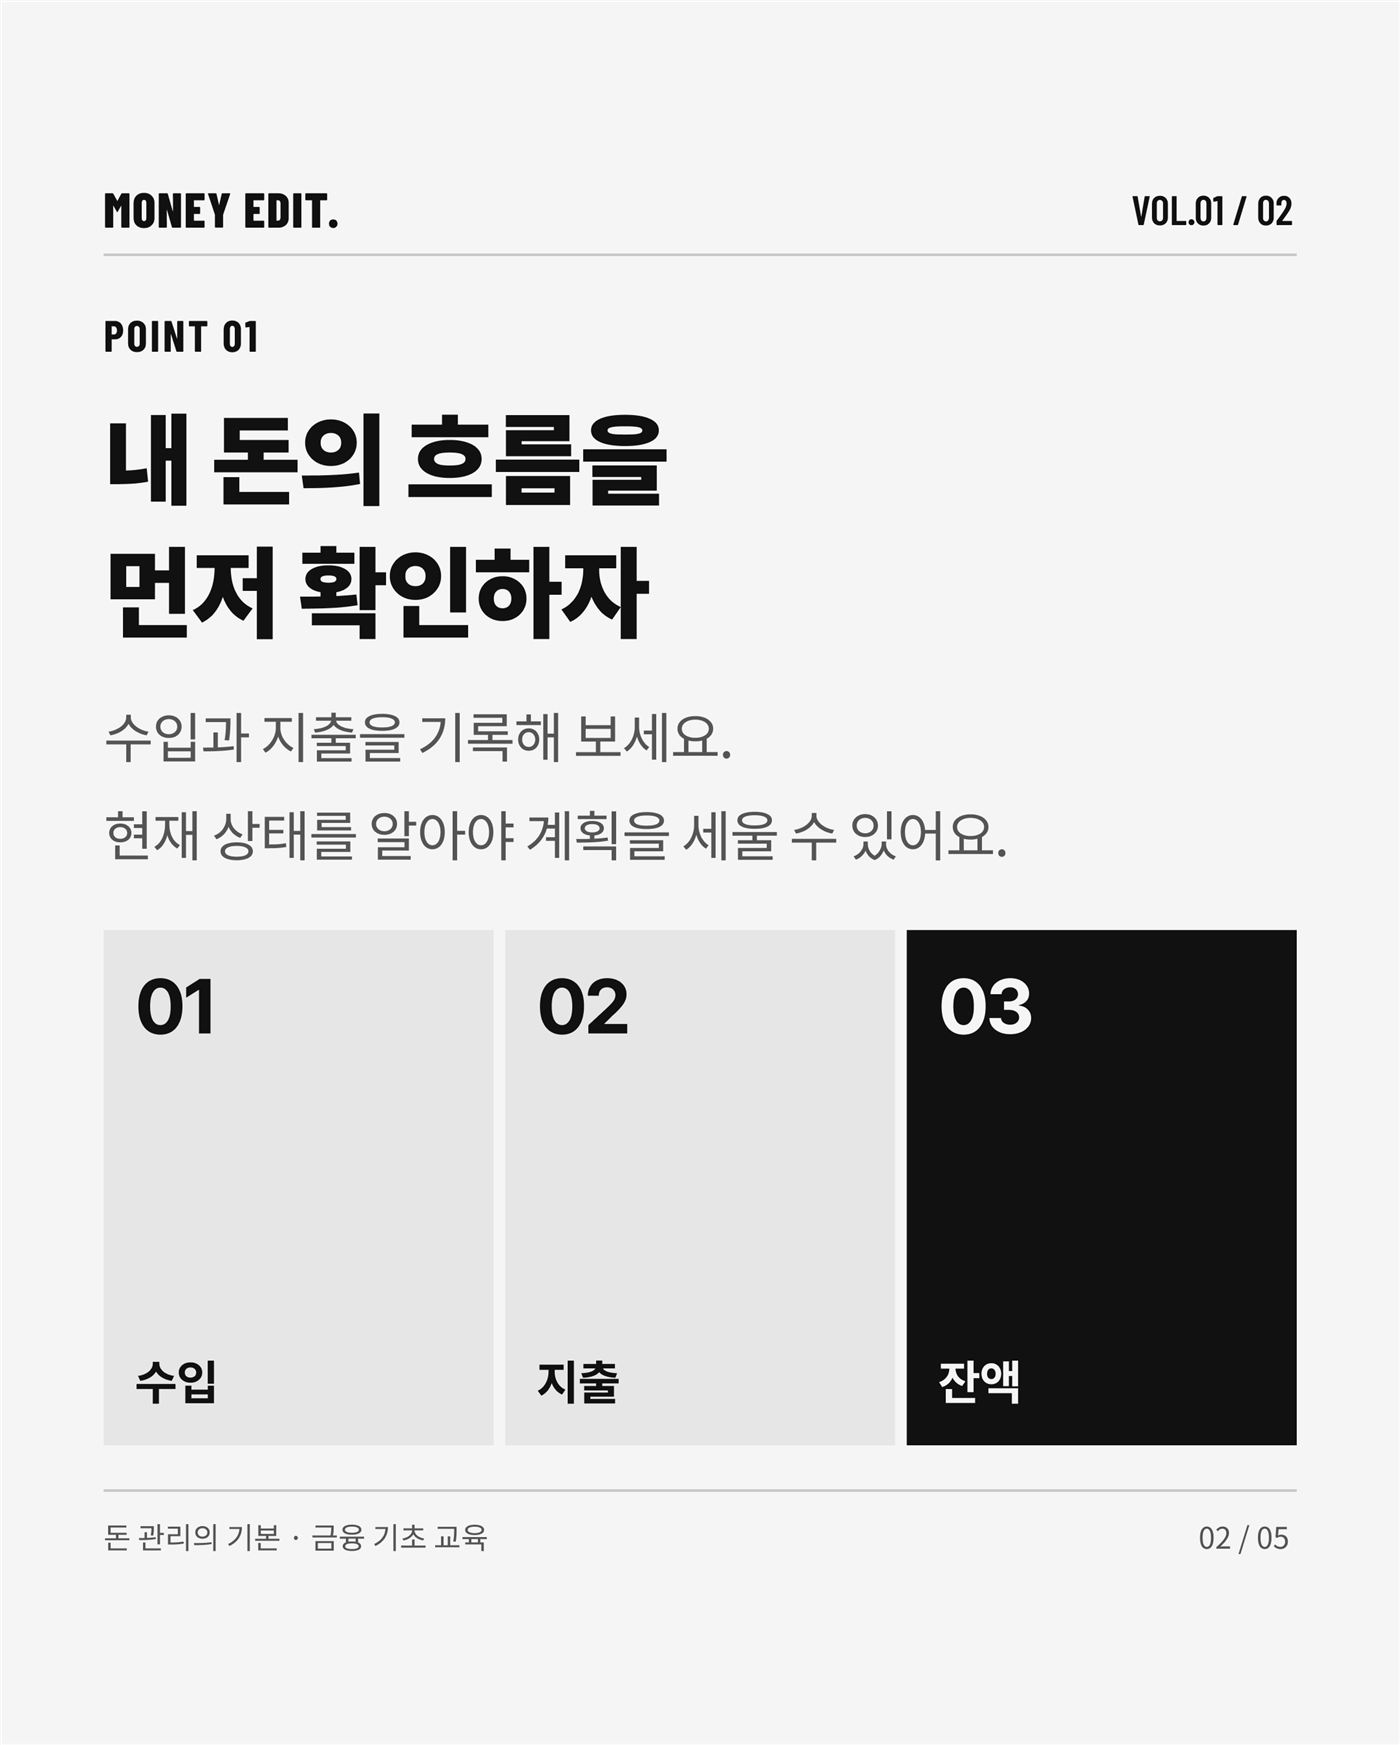 MONEY EDIT.
VOL.01 / 02
POINT 01
내 돈의 흐름을
먼저 확인하자
수입과 지출을 기록해 보세요.
현재 상태를 알아야 계획을 세울 수 있어요.
01
수입
02
지출
03
잔액
돈 관리의 기본 · 금융 기초 교육
02 / 05